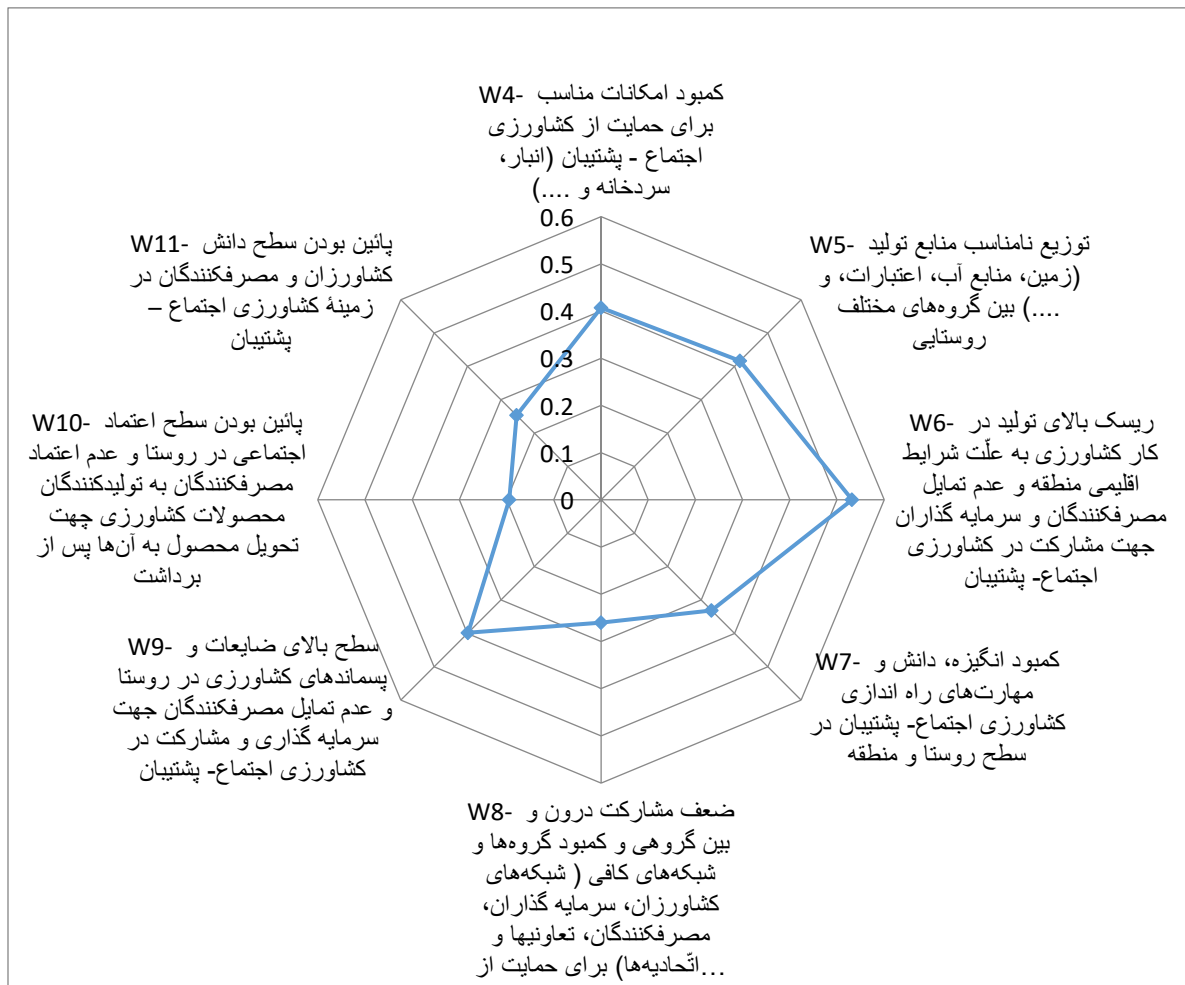 W4- کمبود امکانات مناسب
برای حمایت از کشاورزی
اجتماع - پشتیبان (انبار،
سردخانه و ....)
W5- توزیع نامناسب منابع تولید
(زمین، منابع آب، اعتبارات، و
....) بین گروه‌های مختلف
روستایی
W6- ریسک بالای تولید در
کار کشاورزی به علّت شرایط
اقلیمی منطقه و عدم تمایل
مصرفکنندگان و سرمایه گذاران
جهت مشارکت در کشاورزی
اجتماع- پشتیبان
W7- کمبود انگیزه، دانش و
مهارت‌های راه اندازی
کشاورزی اجتماع- پشتیبان در
سطح روستا و منطقه
W8- ضعف مشارکت درون و
بین گروهی و کمبود گروه‌ها و
شبکه‌های کافی ( شبکه‌های
کشاورزان، سرمایه گذاران،
مصرفکنندگان، تعاونیها و
اتّحادیه‌ها) برای حمایت از...
W9- سطح بالای ضایعات و
پسماندهای کشاورزی در روستا
و عدم تمایل مصرفکنندگان جهت
سرمایه گذاری و مشارکت در
کشاورزی اجتماع- پشتیبان
W10- پائین بودن سطح اعتماد
اجتماعی در روستا و عدم اعتماد
مصرفکنندگان به تولیدکنندگان
محصولات کشاورزی چهت
تحویل محصول به آن‌ها پس از
برداشت
W11- پائین بودن سطح دانش
کشاورزان و مصرفکنندگان در
زمینهٔ کشاورزی اجتماع –
پشتیبان
0.6
0.5
0.4
0.3
0.2
0.1
0